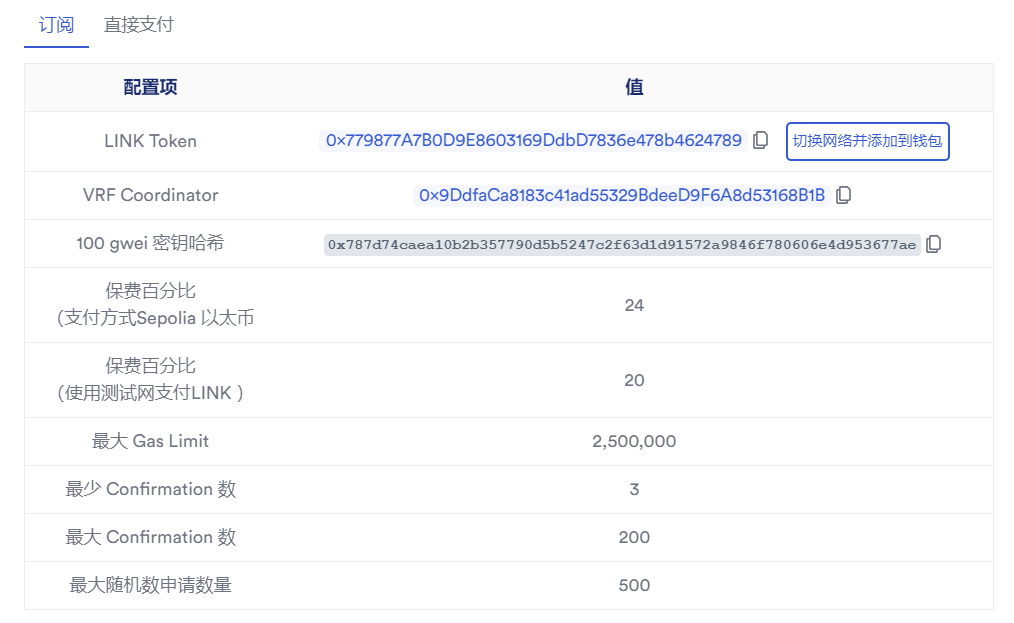 订阅 直接支付
配置项 值
LINK Token 0x779877A7B0D9E8603169DdbD7836e478b4624789 切换网络并添加到钱包
VRF Coordinator 0x9DdfaCa8183c41ad55329BdeeD9F6A8d53168B1B
100 gwei 密钥哈希 0x787d74caea10b2b357790d5b5247c2f63d1d91572a9846f780606e4d953677ae
保费百分比
(支付方式Sepolia 以太币 24
保费百分比
(使用测试网支付LINK ) 20
最大 Gas Limit 2,500,000
最少 Confirmation 数 3
最大 Confirmation 数 200
最大随机数申请数量 500